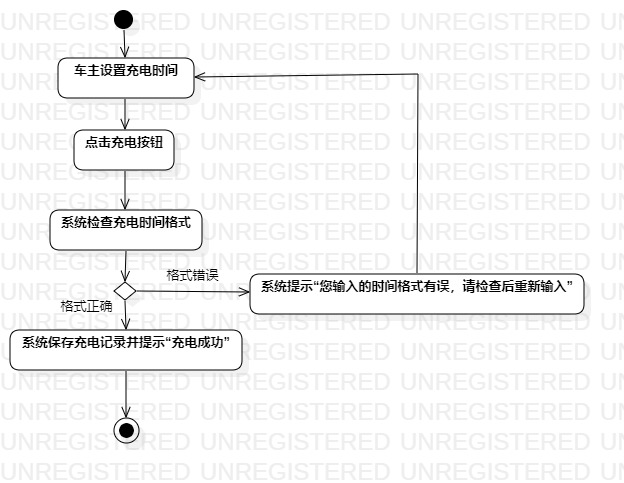 车主设置充电时间
点击充电按钮
系统检查充电时间格式
格式错误
系统提示“您输入的时间格式有误，请检查后重新输入”
格式正确
系统保存充电记录并提示“充电成功”
UNREGISTERED UNREGISTERED UNREGISTERED